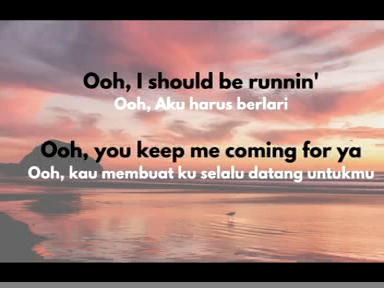 Ooh, I should be runnin'
Ooh, Aku harus berlari
Ooh, you keep me coming for ya
Ooh, kau membuat ku selalu datang untukmu